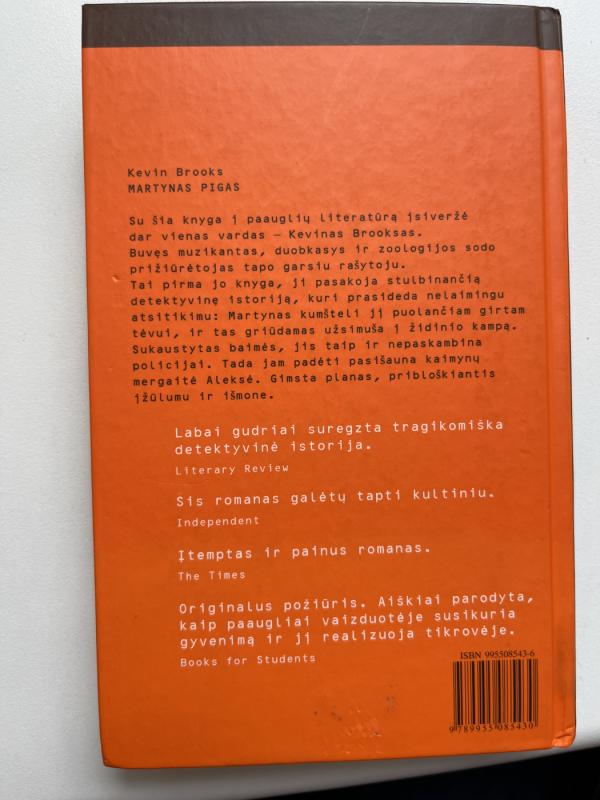 Kevin Brooks
MARTYNAS PIGAS
Su šia knyga į paauglių literatūrą įsiveržė
dar vienas vardas – Kevinas Brooksas.
Buvęs muzikantas, duobkasys ir zoologijos sodo
prižiūrėtojas tapo garsiu rašytoju.
Tai pirma jo knyga, ji pasakoja stulbinančią
detektyvinę istoriją, kuri prasideda nelaimingu
atsitikimu: Martynas kumšteli jį puolančiam girtam
tėvui, ir tas griūdamas užsimuša į židinio kampą.
Sukaustytas baimės, jis taip ir nepaskambina
policijai. Tada jam padėti pasišauna kaimynų
mergaitė Aleksė. Gimsta planas, pribloškiantis
įžūlumu ir išmone.
Labai gudriai suregzta tragikomiška
detektyvinė istorija.
Literary Review
Šis romanas galėtų tapti kultiniu.
Independent
Įtemptas ir painus romanas.
The Times
Originalus požiūris. Aiškiai parodyta,
kaip paaugliai vaizduotėje susikuria
gyvenimą ir jį realizuoja tikrovėje.
Books for Students
ISBN 995508543-6
9 789955 085430